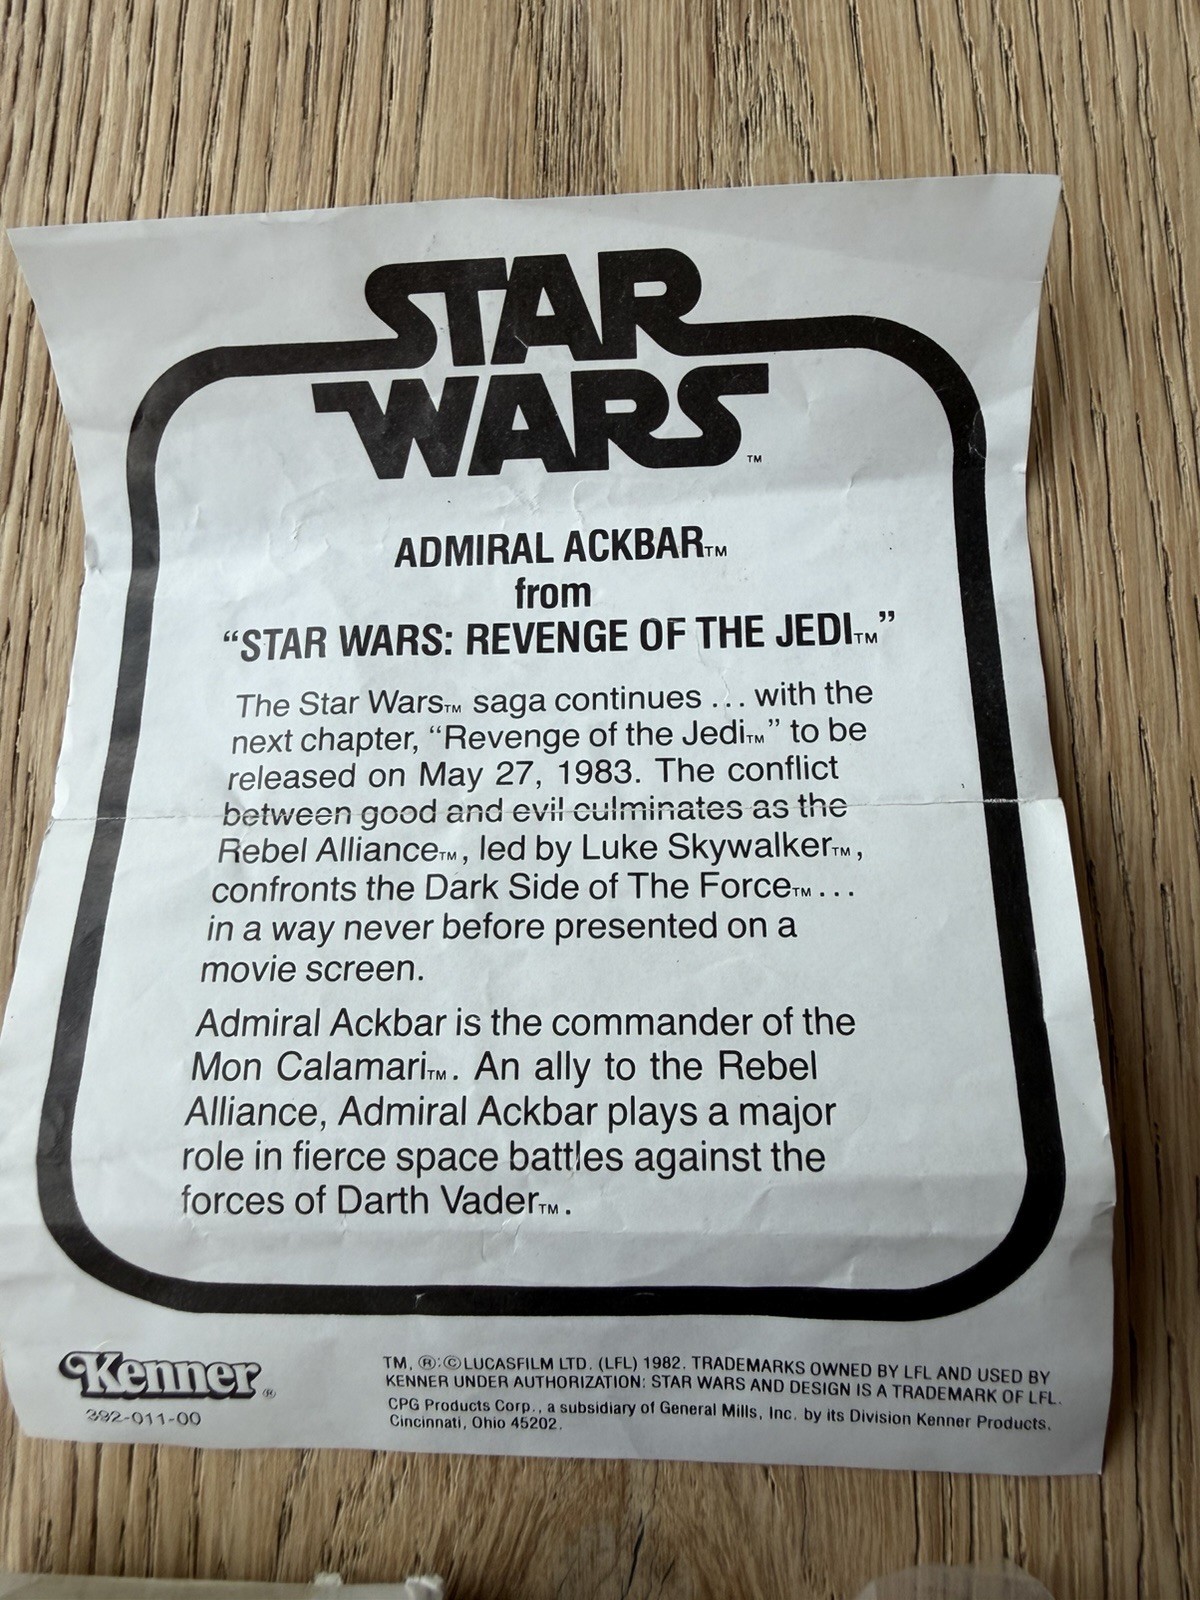 STAR
WARS™
ADMIRAL ACKBAR™
from
“STAR WARS: REVENGE OF THE JEDI™”
The Star Wars™ saga continues ... with the
next chapter, “Revenge of the Jedi™” to be
released on May 27, 1983. The conflict
between good and evil culminates as the
Rebel Alliance™, led by Luke Skywalker™,
confronts the Dark Side of The Force™ ...
in a way never before presented on a
movie screen.
Admiral Ackbar is the commander of the
Mon Calamari™. An ally to the Rebel
Alliance, Admiral Ackbar plays a major
role in fierce space battles against the
forces of Darth Vader™.
Kenner®
392-011-00
TM, ®:©LUCASFILM LTD. (LFL) 1982. TRADEMARKS OWNED BY LFL AND USED BY
KENNER UNDER AUTHORIZATION: STAR WARS AND DESIGN IS A TRADEMARK OF LFL.
CPG Products Corp., a subsidiary of General Mills, Inc. by its Division Kenner Products,
Cincinnati, Ohio 45202.